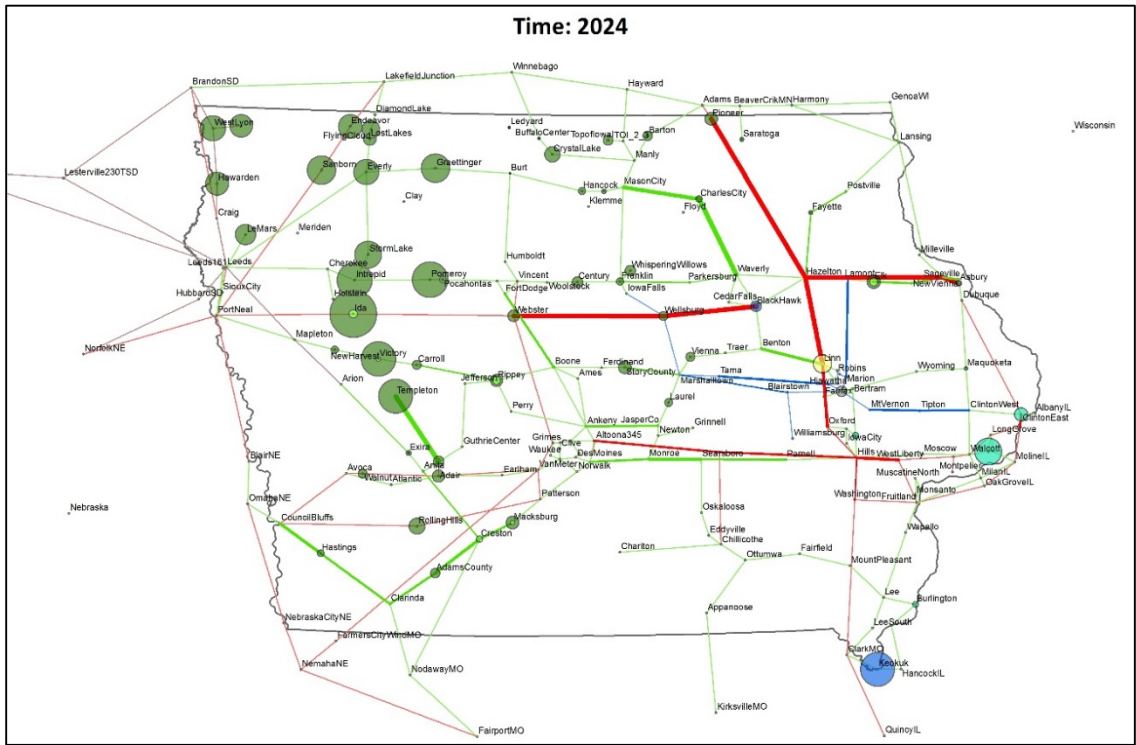 Time: 2024
Winnebago
LakefieldJunction
BrandonSD
Hayward
Adams
BeaverCrikMN
Harmony
GenoaWI
DiamondLake
Pioneer
WestLyon
Endeavor
Ledyard
Wisconsin
FlyingCloud
LostLakes
BuffaloCenter
Barton
Saratoga
Lansing
CrystalLake
Manly
Sanborn
Everly
Graettinger
Burt
Lesterville230TSD
Hawarden
MasonCity
Hancock
Klemme
CharlesCity
Postville
Clay
Floyd
Fayette
Craig
Meriden
LeMars
StormLake
Milleville
Leeds161
Leeds
Cherokee
Humboldt
WhisperingWillows
Waverly
Hazelton
Lamont
Sageville
Asbury
Intrepid
Pomeroy
Pocahontas
Vincent
Century
Franklin
Parkersburg
NewVienna
SiouxCity
HubbardSD
Holstein
FortDodge
Woolstock
IowaFalls
CedarFalls
BlackHawk
Dubuque
PortNeal
Ida
Webster
Wellsburg
Mapleton
NorfolkNE
NewHarvest
Victory
Carroll
Boone
Ferdinand
Vienna
Traer
Benton
Linn
Robins
Wyoming
Maquoketa
Arion
Jefferson
Rippey
Ames
StoryCounty
Marshalltown
Tama
Blairstown
Hiawatha
Marion
Fairfax
Bertram
Templeton
Perry
Laurel
MtVernon
Tipton
ClintonWest
AlbanyIL
ClintonEast
Ankeny
JasperCo
Grinnell
Newton
Williamsburg
Oxford
IowaCity
LongGrove
GuthrieCenter
Grimes
Clive
Altoona345
Waukee
DesMoines
Exira
BlairNE
VanMeter
Norwalk
Monroe
Searsboro
Parnell
Hills
WestLiberty
Moscow
Walcott
MolineIL
Avoca
Anita
Adair
Earlham
Walnut
Atlantic
Montpelier
MilanIL
OakGroveIL
MuscatineNorth
Monsanto
Washington
Fruitland
OmahaNE
Nebraska
Patterson
CouncilBluffs
RollingHills
Macksburg
Oskaloosa
Wapallo
Creston
Eddyville
Chillicothe
Hastings
Chariton
Ottumwa
Fairfield
MountPleasant
AdamsCounty
Clarinda
Appanoose
Lee
Burlington
NebraskaCityNE
LeeSouth
FarmersCityWindMO
ClarkMO
NemahaNE
NodawayMO
Keokuk
HancockIL
KirksvilleMO
FairportMO
QuincyIL